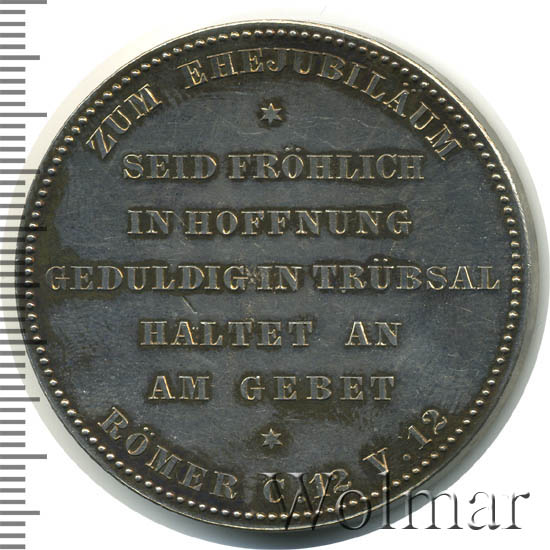 ZUM EHEJUBILÄUM
SEID FRÖHLICH
IN HOFFNUNG
GEDULDIG IN TRÜBSAL
HALTET AN
AM GEBET
RÖMER C.12 V.12
Wolmar